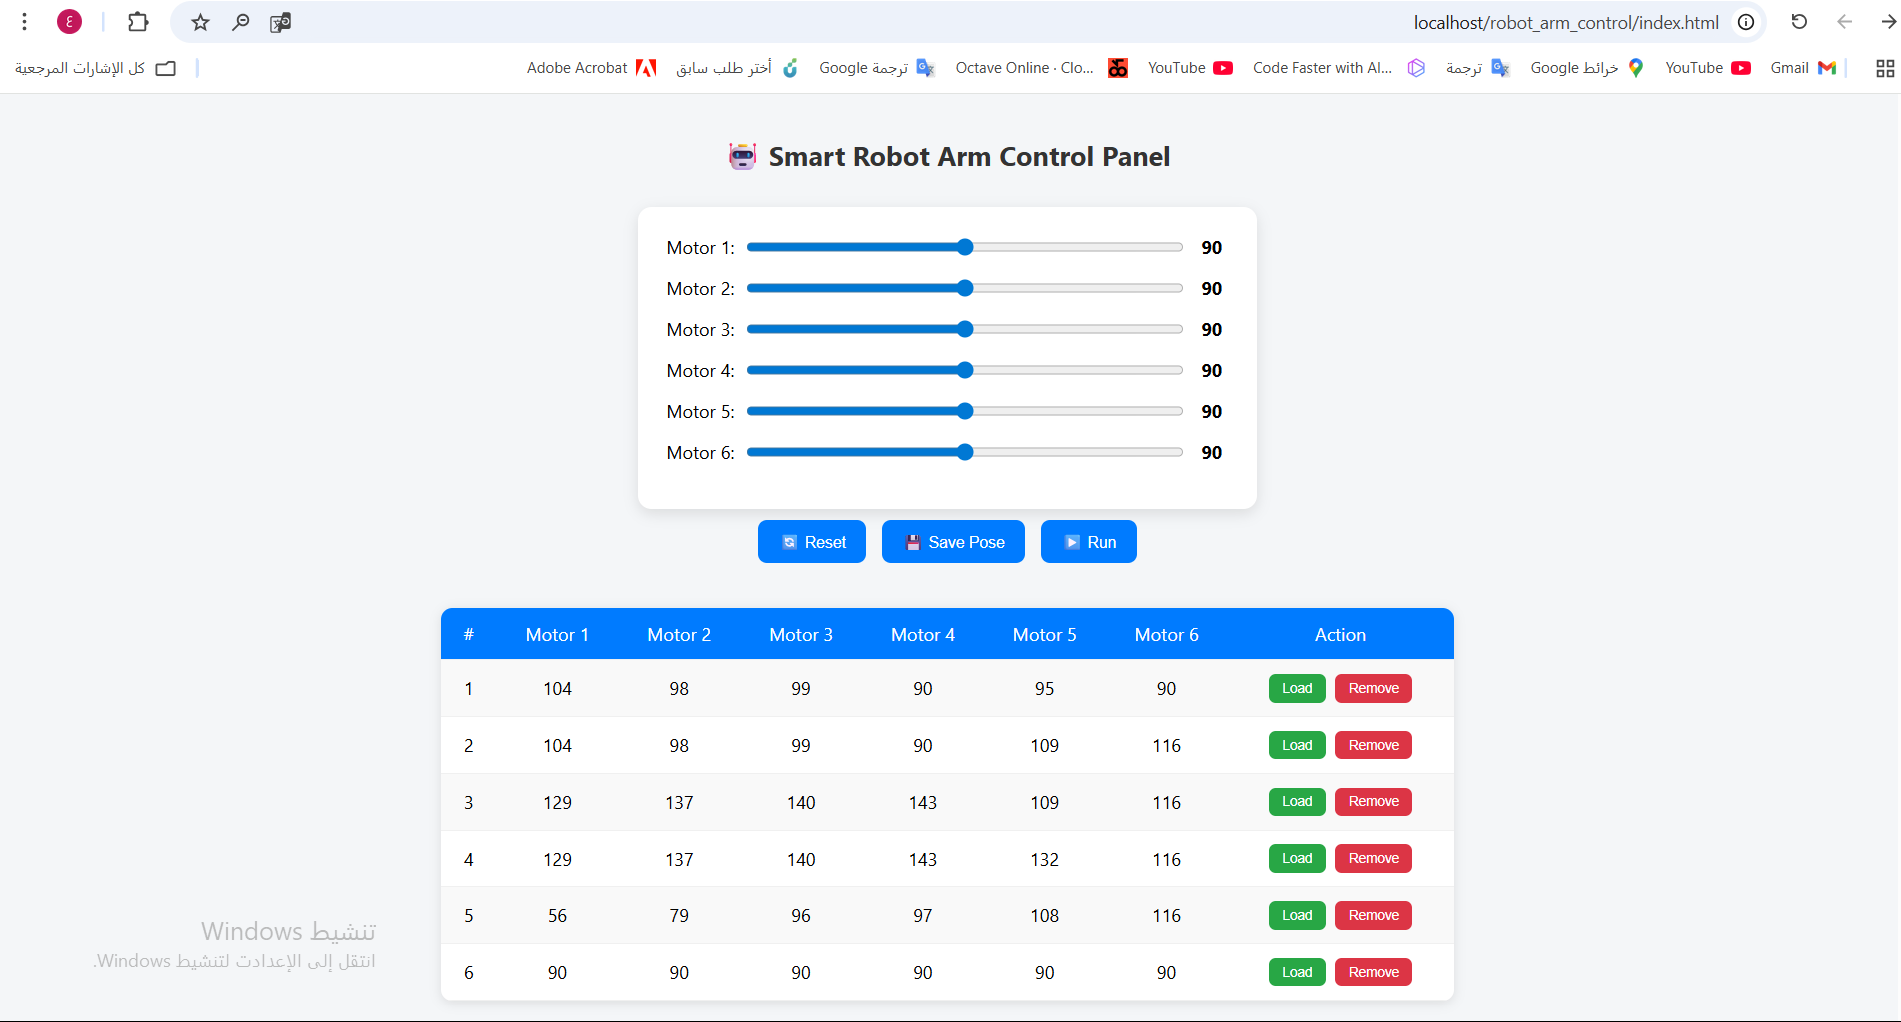 ع
localhost/robot_arm_control/index.html
كل الإشارات المرجعية
Adobe Acrobat
أختر طلب سابق
ترجمة Google
Octave Online · Clo...
YouTube
Code Faster with AI...
ترجمة
خرائط Google
YouTube
Gmail
Smart Robot Arm Control Panel
Motor 1: 90
Motor 2: 90
Motor 3: 90
Motor 4: 90
Motor 5: 90
Motor 6: 90
Reset Save Pose Run
# Motor 1 Motor 2 Motor 3 Motor 4 Motor 5 Motor 6 Action
1 104 98 99 90 95 90 Load Remove
2 104 98 99 90 109 116 Load Remove
3 129 137 140 143 109 116 Load Remove
4 129 137 140 143 132 116 Load Remove
5 56 79 96 97 108 116 Load Remove
6 90 90 90 90 90 90 Load Remove
تنشيط Windows
انتقل إلى الإعدادت لتنشيط Windows.